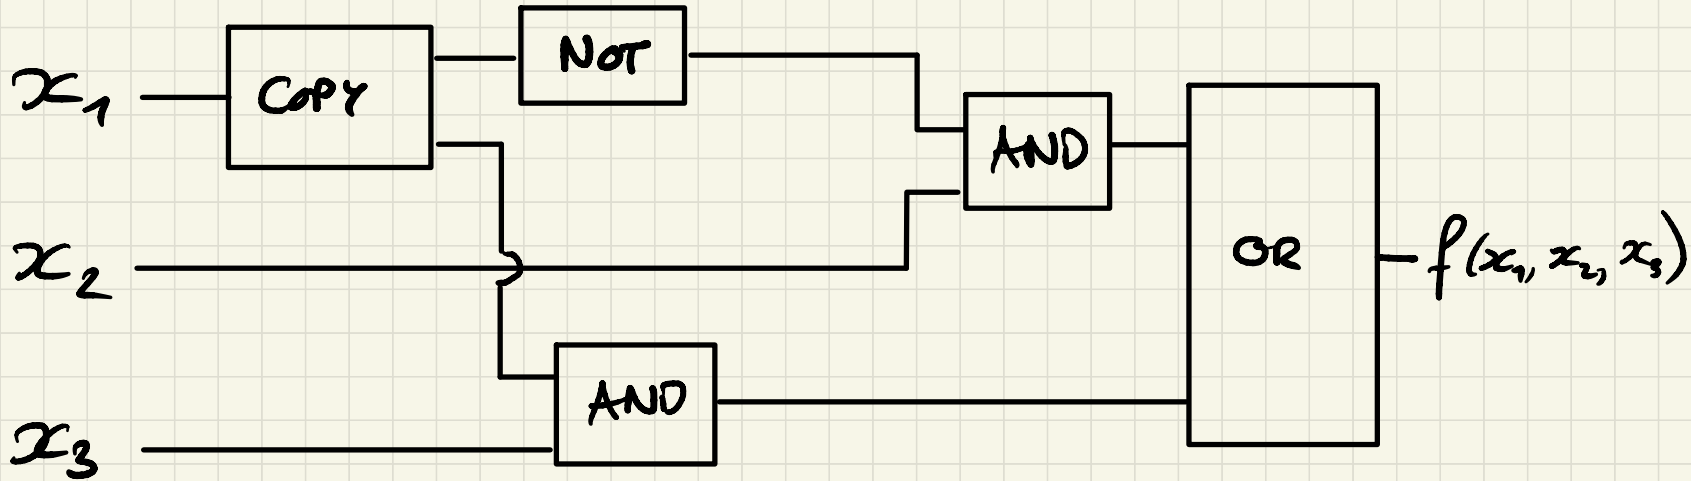 x₁
COPY
NOT
AND
x₂
OR
f(x₁, x₂, x₃)
AND
x₃